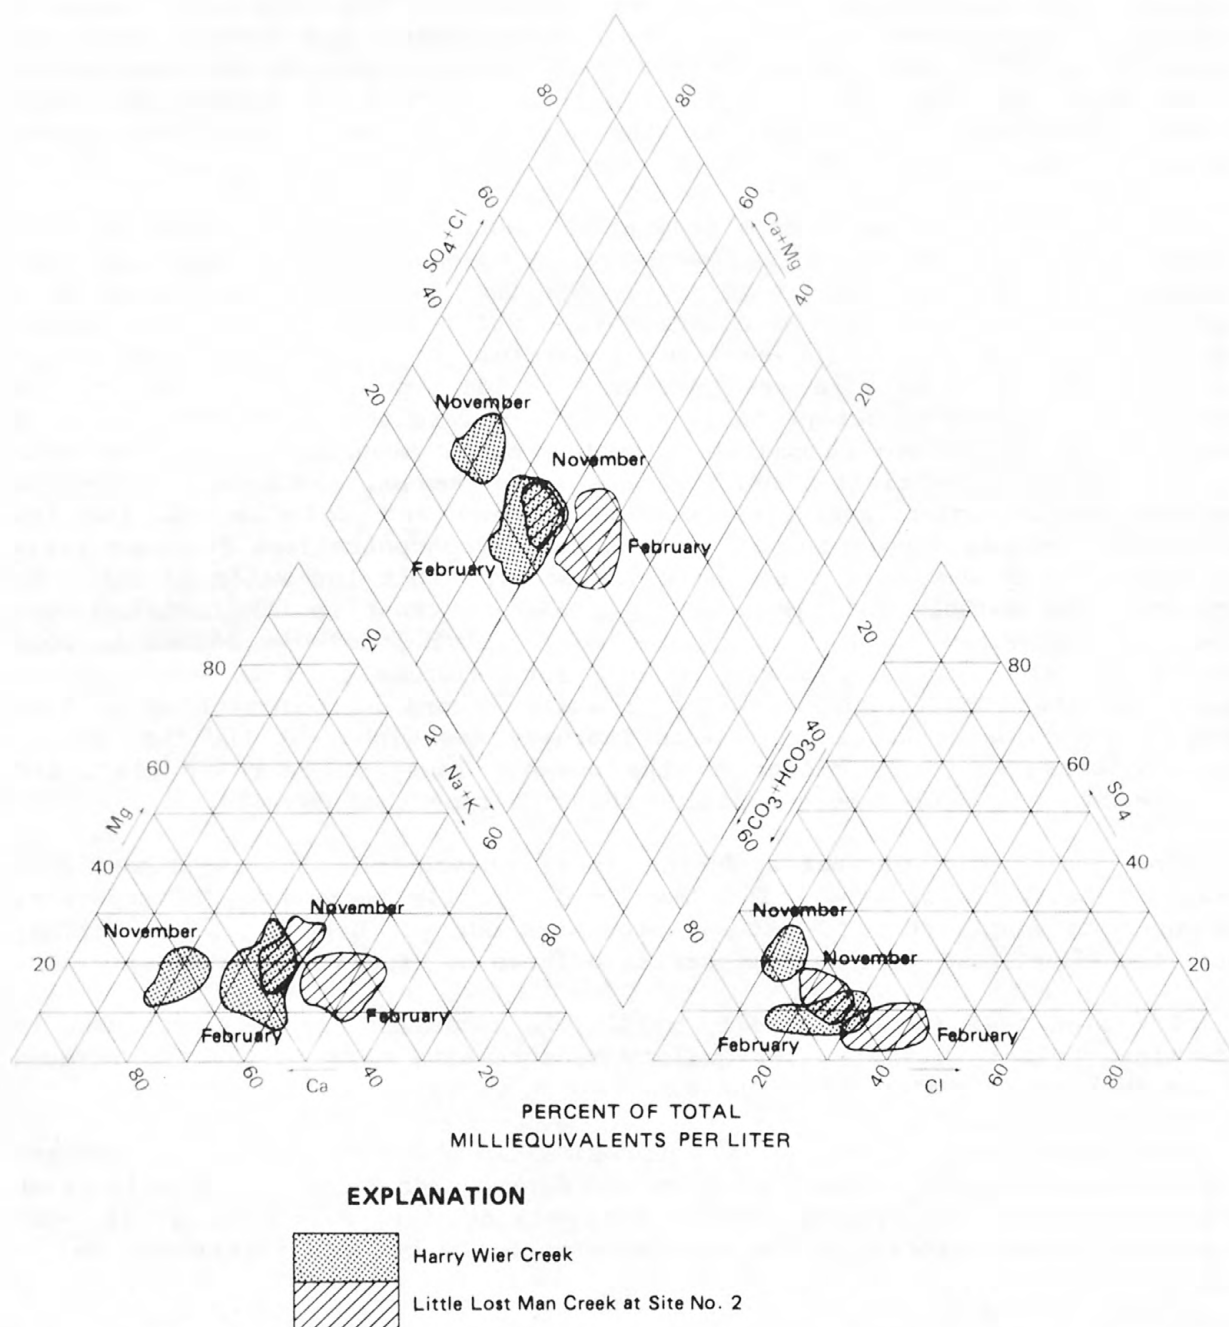 80
80
60
60
SO4+Cl
Ca+Mg
40
40
20
20
November
November
February
February
20
20
80
80
40
40
60
60
Na+K
CO3+HCO3
Mg
SO4
60
60
40
40
November
November
November
November
80
80
20
20
February
February
February
February
80
60
Ca
40
20
20
40
Cl
60
80
PERCENT OF TOTAL
MILLIEQUIVALENTS PER LITER
EXPLANATION
Harry Wier Creek
Little Lost Man Creek at Site No. 2